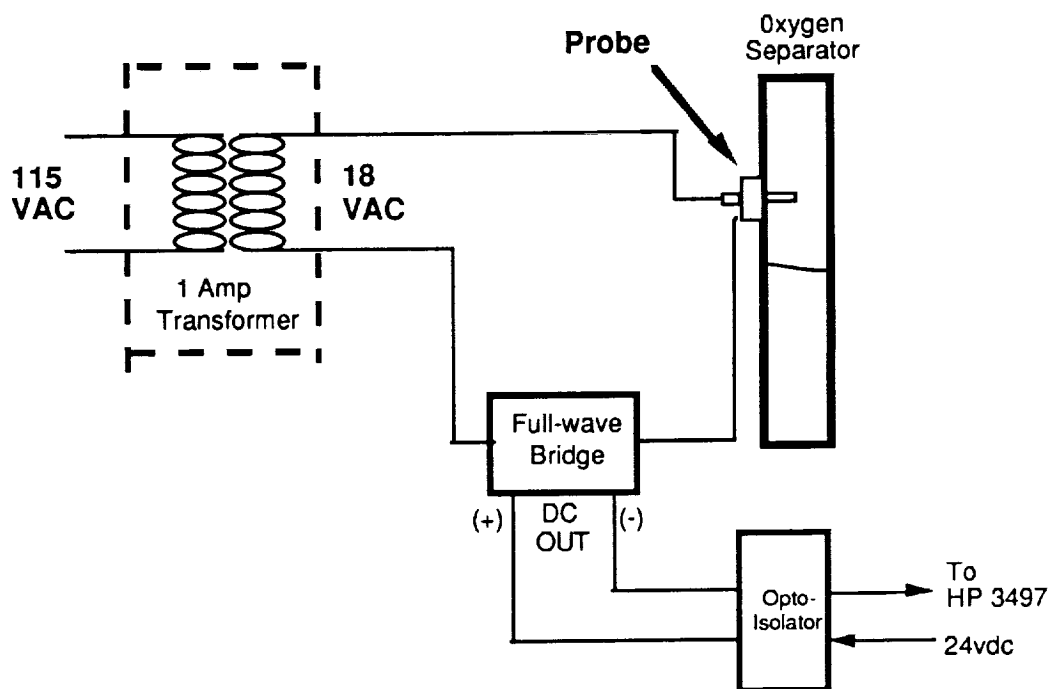 Oxygen
Separator
Probe
115
VAC
18
VAC
1 Amp
Transformer
Full-wave
Bridge
(+)
DC
OUT
(-)
Opto-
Isolator
To
HP 3497
24vdc